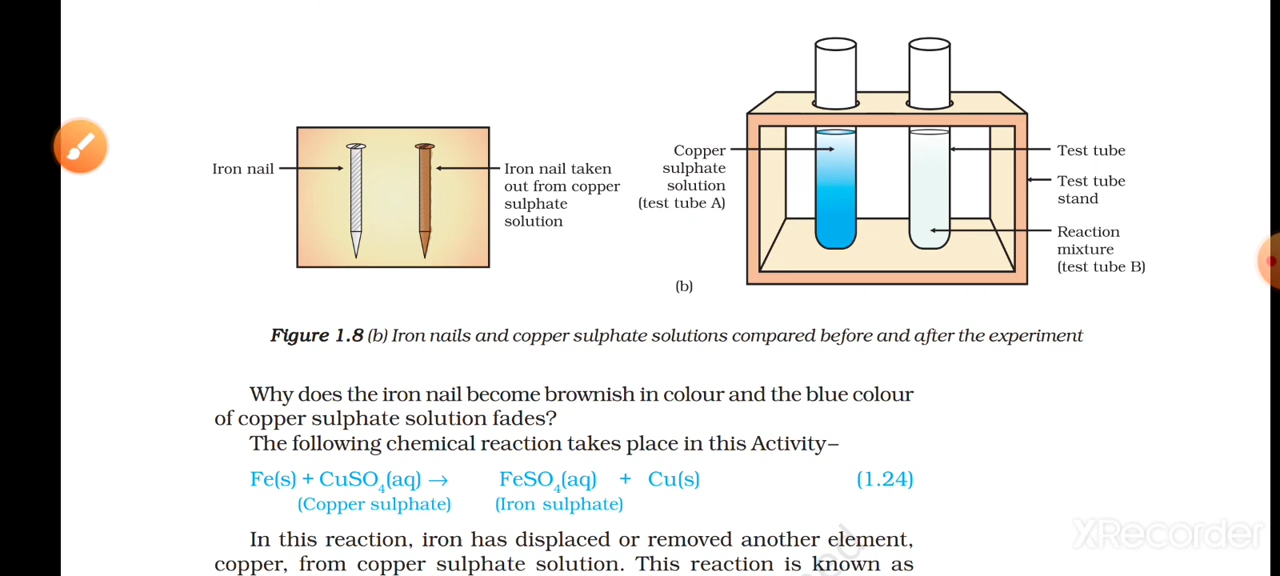 Iron nail
Iron nail taken
out from copper
sulphate
solution
Copper
sulphate
solution
(test tube A)
Test tube
Test tube
stand
Reaction
mixture
(test tube B)
(b)
Figure 1.8 (b) Iron nails and copper sulphate solutions compared before and after the experiment
Why does the iron nail become brownish in colour and the blue colour
of copper sulphate solution fades?
The following chemical reaction takes place in this Activity–
Fe(s) + CuSO₄(aq) → FeSO₄(aq) + Cu(s) (1.24)
(Copper sulphate) (Iron sulphate)
In this reaction, iron has displaced or removed another element,
copper, from copper sulphate solution. This reaction is known as
XRecorder